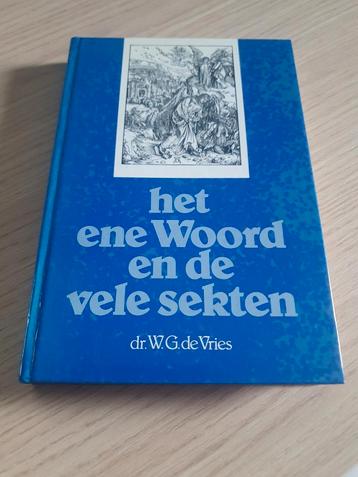 het
ene Woord
en de
vele sekten
dr. W. G. de Vries